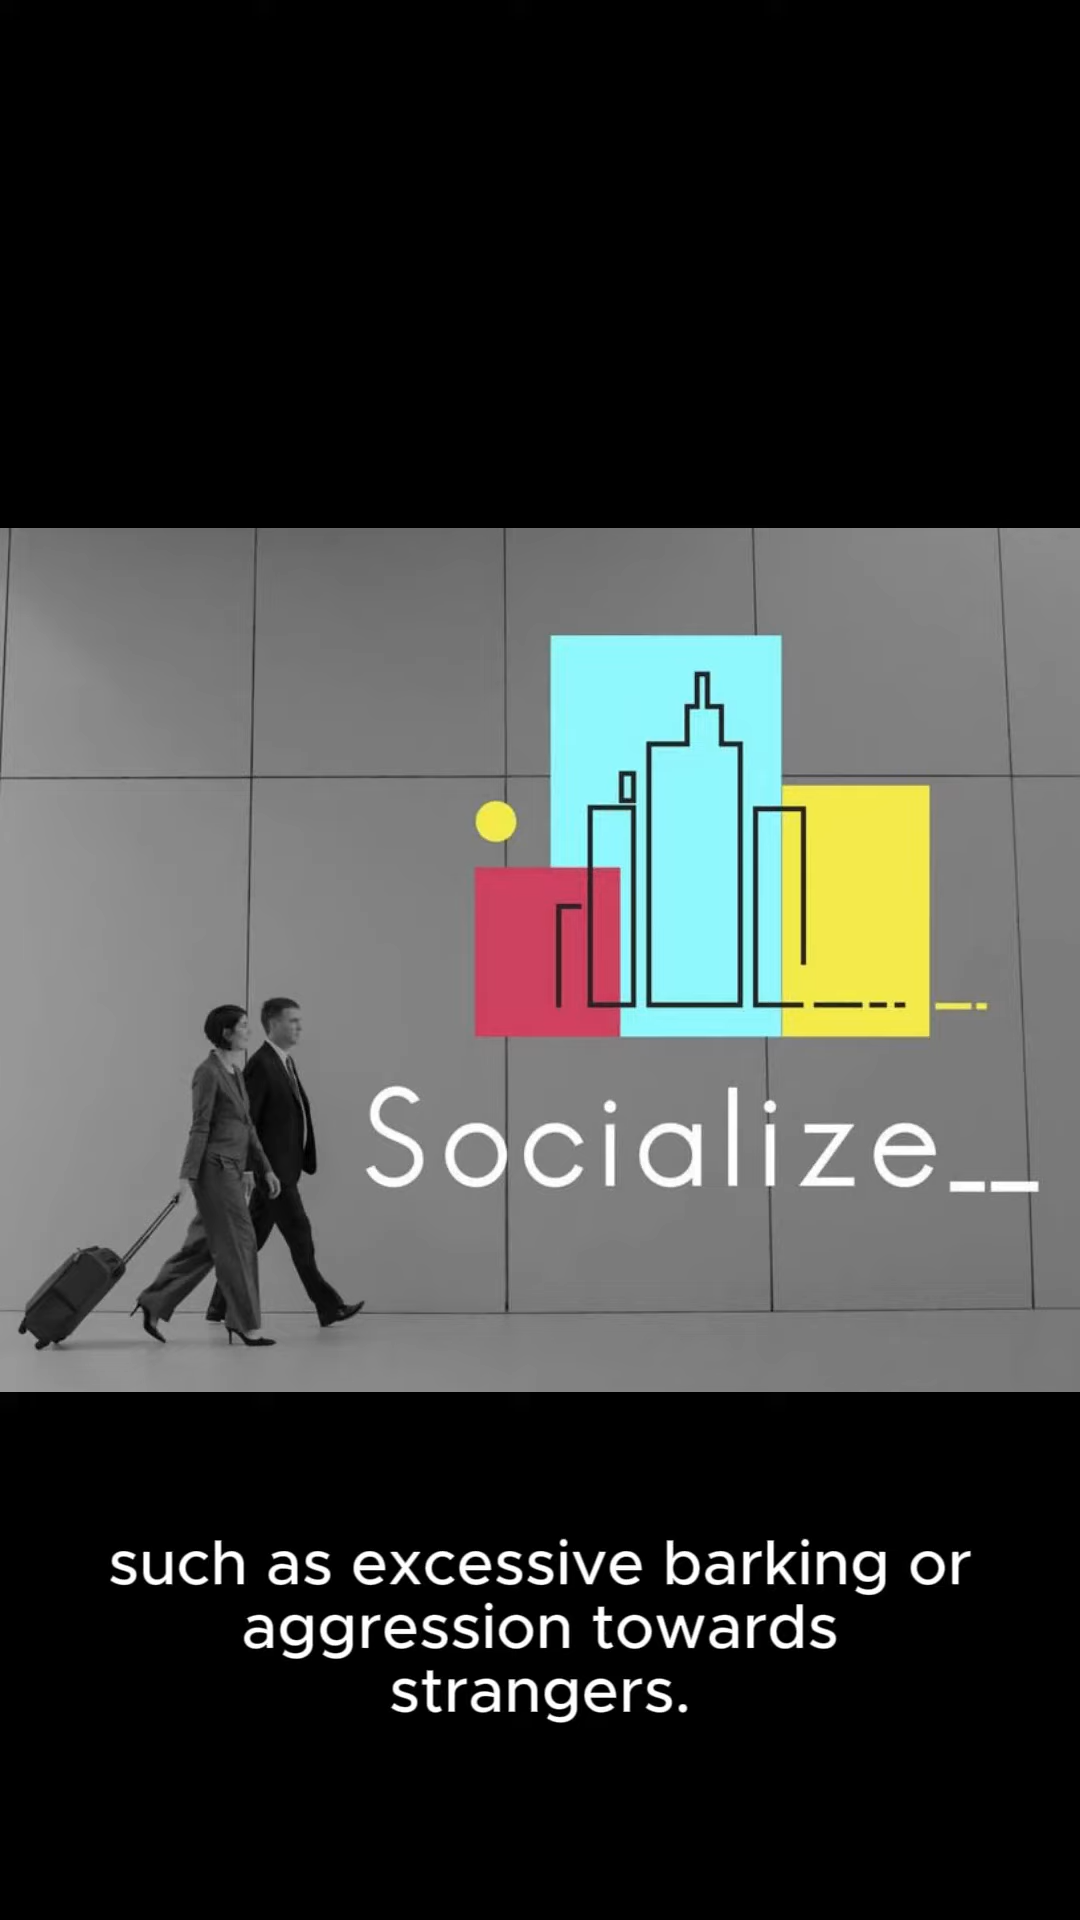 Socialize__
such as excessive barking or
aggression towards
strangers.